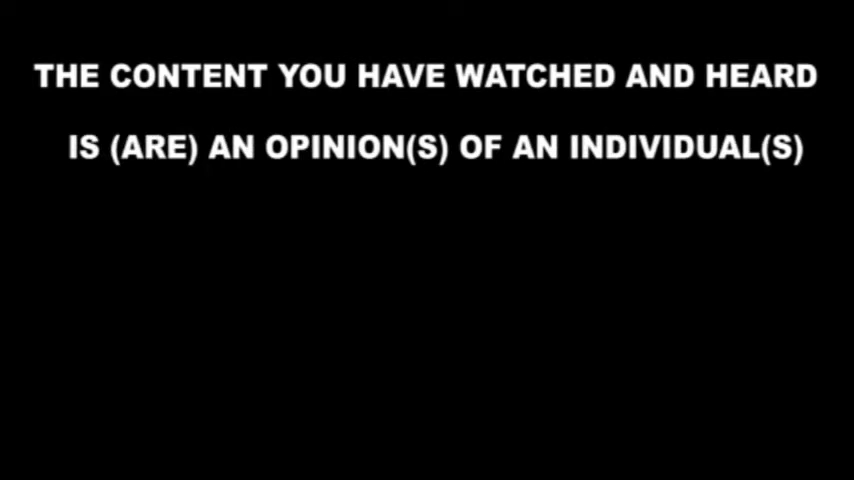 THE CONTENT YOU HAVE WATCHED AND HEARD
IS (ARE) AN OPINION(S) OF AN INDIVIDUAL(S)